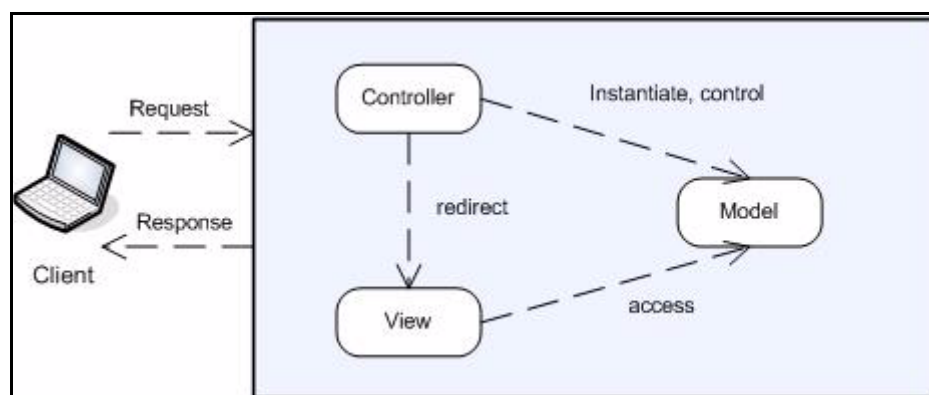 Controller
Instantiate, control
Request
redirect
Model
Response
Client
View
access